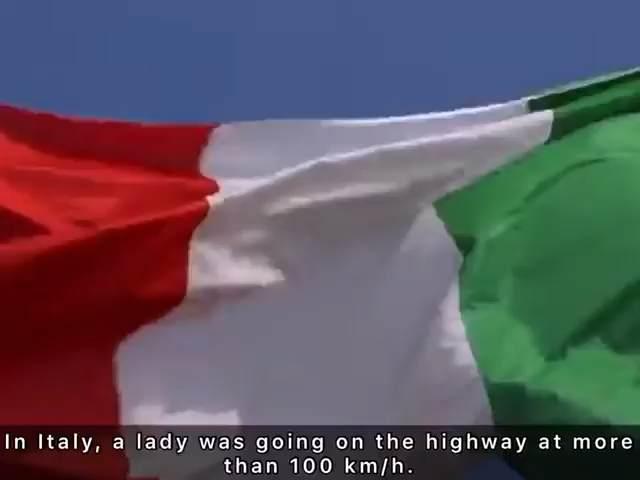 In Italy, a lady was going on the highway at more
than 100 km/h.